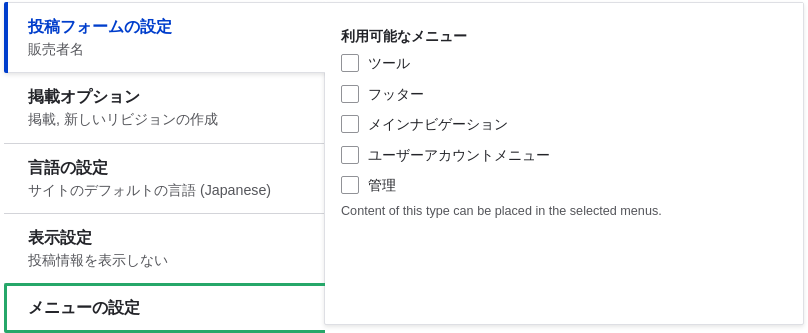 投稿フォームの設定
販売者名
掲載オプション
掲載, 新しいリビジョンの作成
言語の設定
サイトのデフォルトの言語 (Japanese)
表示設定
投稿情報を表示しない
メニューの設定
利用可能なメニュー
ツール
フッター
メインナビゲーション
ユーザーアカウントメニュー
管理
Content of this type can be placed in the selected menus.